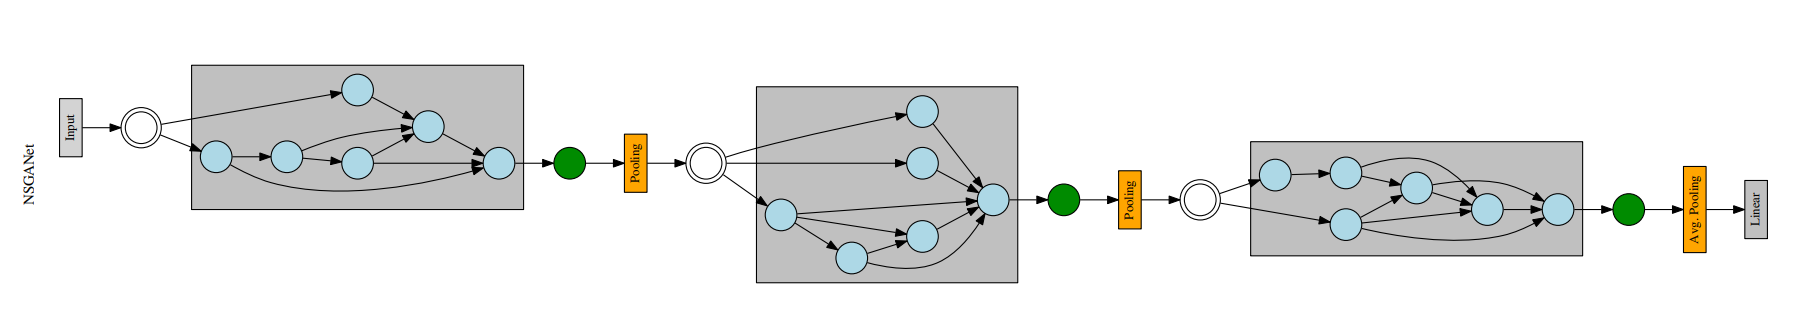 NSGANet
Input
Pooling
Pooling
Avg. Pooling
Linear